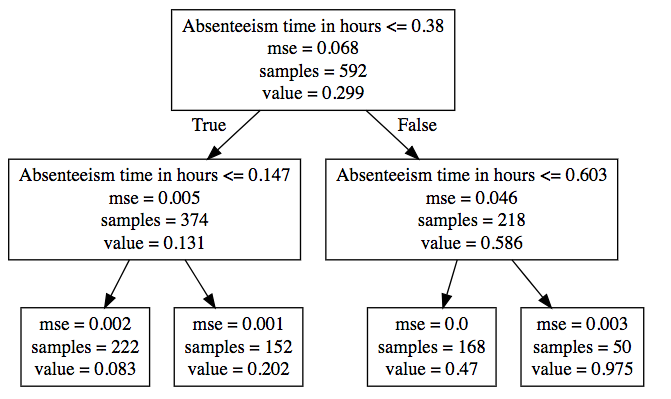 Absenteeism time in hours <= 0.38
mse = 0.068
samples = 592
value = 0.299
True
False
Absenteeism time in hours <= 0.147
mse = 0.005
samples = 374
value = 0.131
Absenteeism time in hours <= 0.603
mse = 0.046
samples = 218
value = 0.586
mse = 0.002
samples = 222
value = 0.083
mse = 0.001
samples = 152
value = 0.202
mse = 0.0
samples = 168
value = 0.47
mse = 0.003
samples = 50
value = 0.975